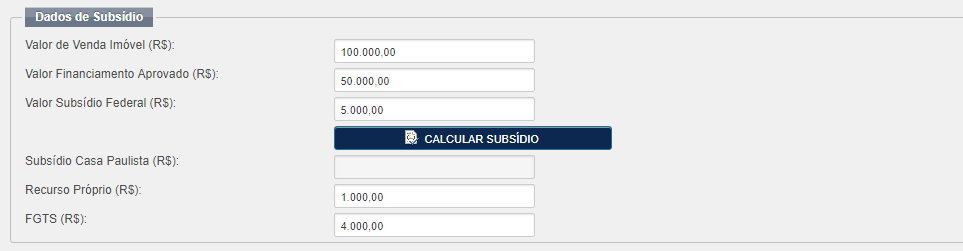 Dados de Subsídio
Valor de Venda Imóvel (R$): 100.000,00
Valor Financiamento Aprovado (R$): 50.000,00
Valor Subsídio Federal (R$): 5.000,00
CALCULAR SUBSÍDIO
Subsídio Casa Paulista (R$):
Recurso Próprio (R$): 1.000,00
FGTS (R$): 4.000,00